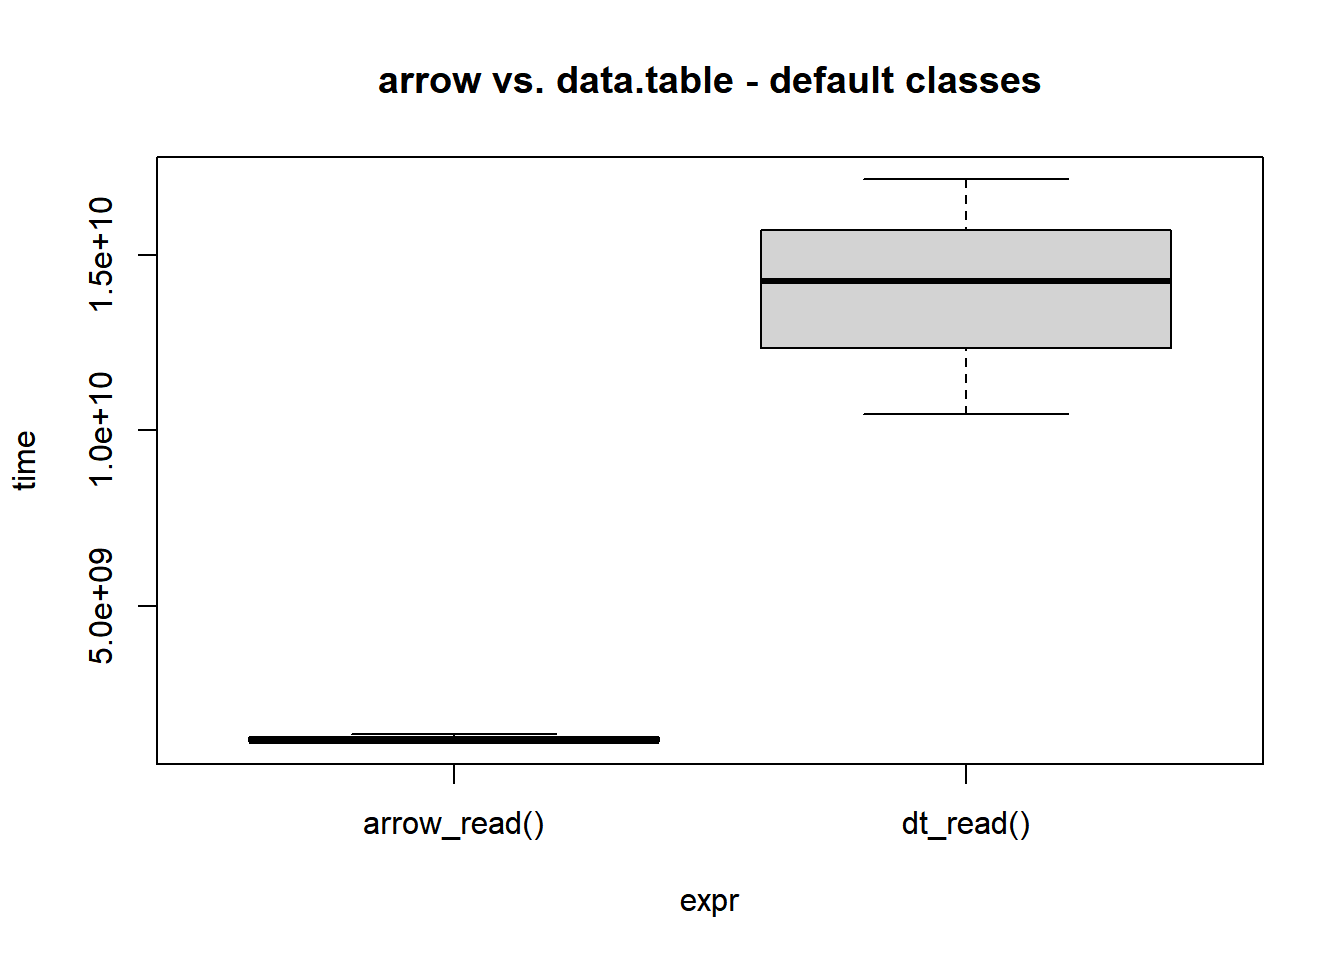 arrow vs. data.table - default classes
time
1.5e+10
1.0e+10
5.0e+09
arrow_read()
dt_read()
expr